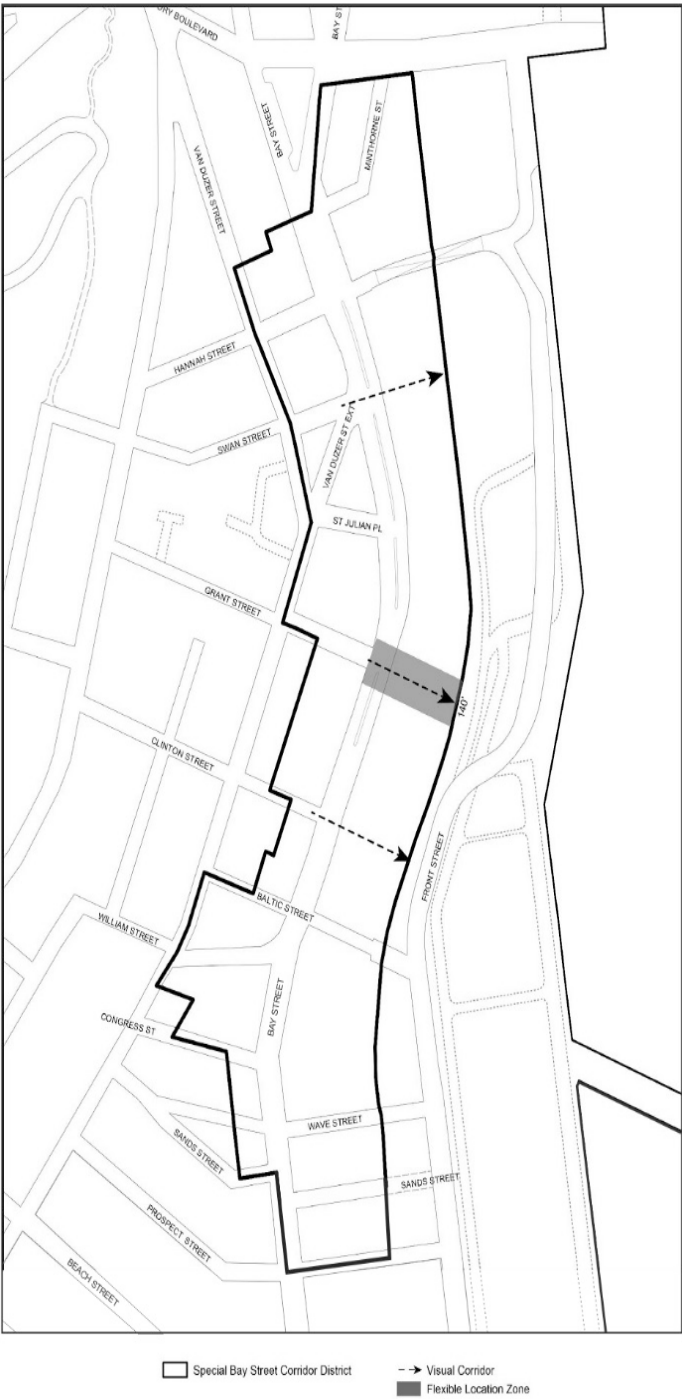 ORY BOULEVARD
BAY ST
BAY STREET
MINTHORNE ST
VAN DUZER STREET
HANNAH STREET
SWAN STREET
VAN DUZER ST EXT
ST JULIAN PL
GRANT STREET
140'
CLINTON STREET
FRONT STREET
BALTIC STREET
WILLIAM STREET
BAY STREET
CONGRESS ST
WAVE STREET
SANDS STREET
SANDS STREET
PROSPECT STREET
BEACH STREET
Special Bay Street Corridor District
Visual Corridor
Flexible Location Zone